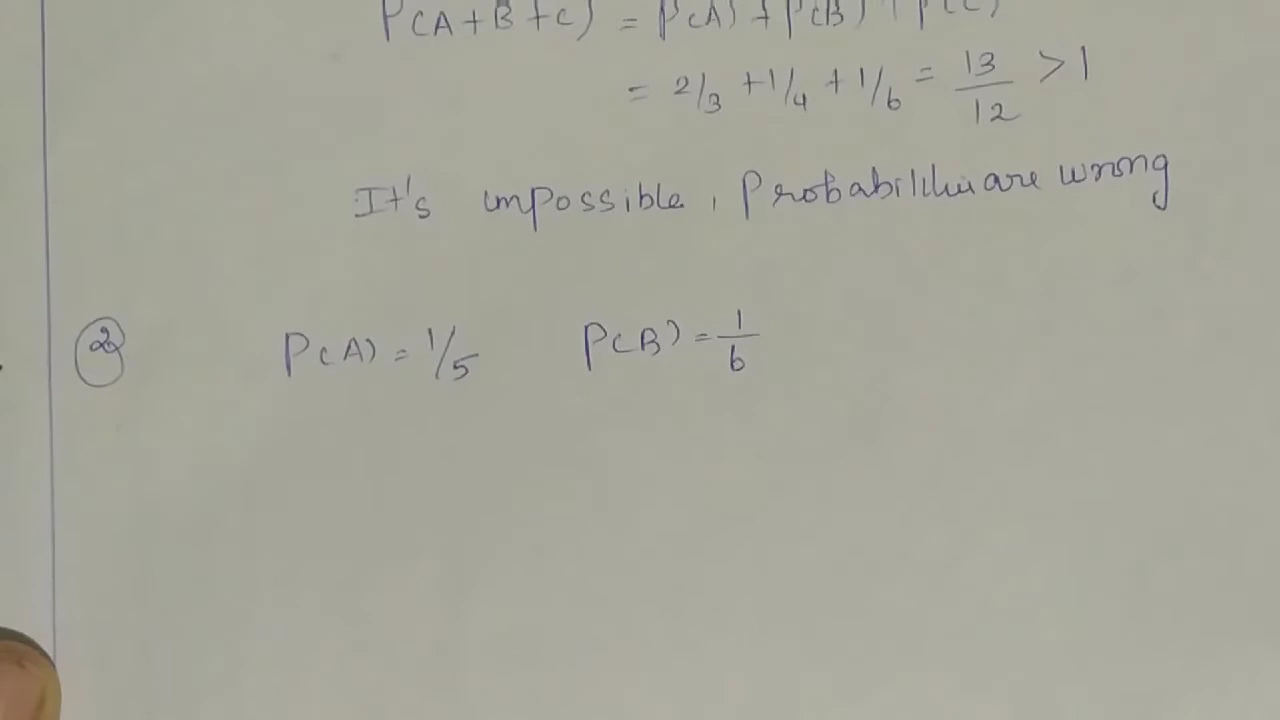 P(A+B+C) = P(A) + P(B) + P(C)
= 2/3 + 1/4 + 1/6 = 13/12 > 1
It's impossible, Probabilities are wrong
2 P(A) = 1/5 P(B) = 1/6